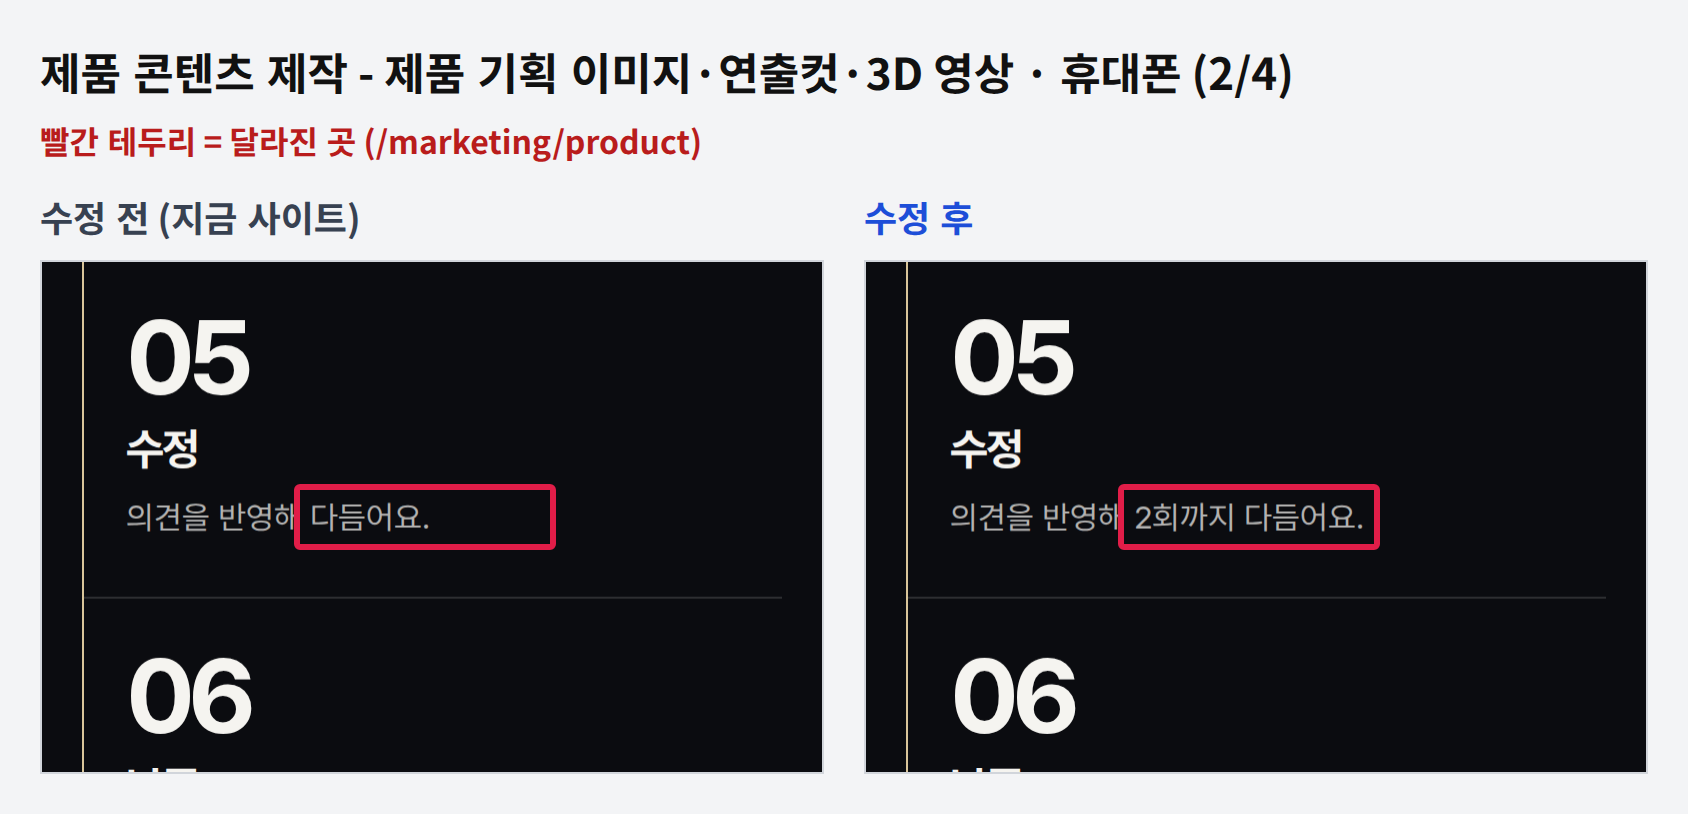 제품 콘텐츠 제작 - 제품 기획 이미지·연출컷·3D 영상 · 휴대폰 (2/4)
빨간 테두리 = 달라진 곳 (/marketing/product)
수정 전 (지금 사이트)
05
수정
의견을 반영해 다듬어요.
06
수정 후
05
수정
의견을 반영해 2회까지 다듬어요.
06